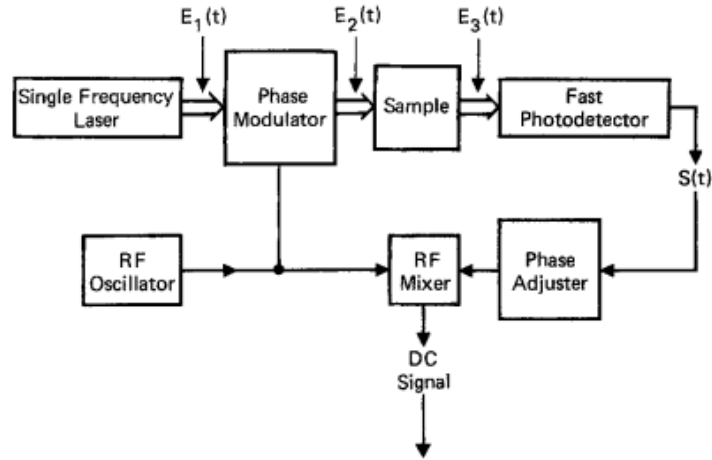 E₁(t)
E₂(t)
E₃(t)
Single Frequency
Laser
Phase
Modulator
Sample
Fast
Photodetector
S(t)
RF
Oscillator
RF
Mixer
Phase
Adjuster
DC
Signal